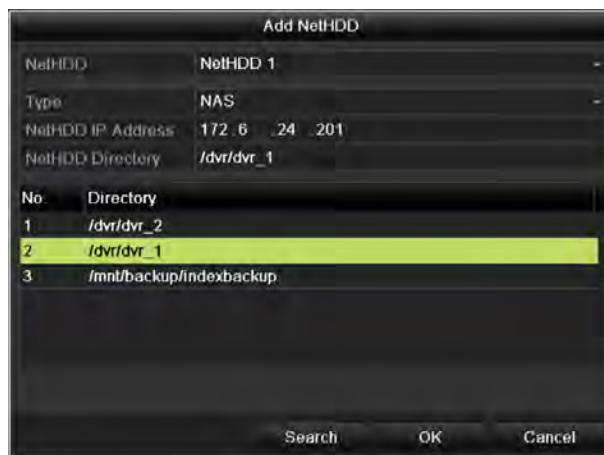 Add NetHDD
NetHDD NetHDD 1
Type NAS
NetHDD IP Address 172 .6 .24 .201
NetHDD Directory /dvr/dvr_1
No. Directory
1 /dvr/dvr_2
2 /dvr/dvr_1
3 /mnt/backup/indexbackup
Search OK Cancel